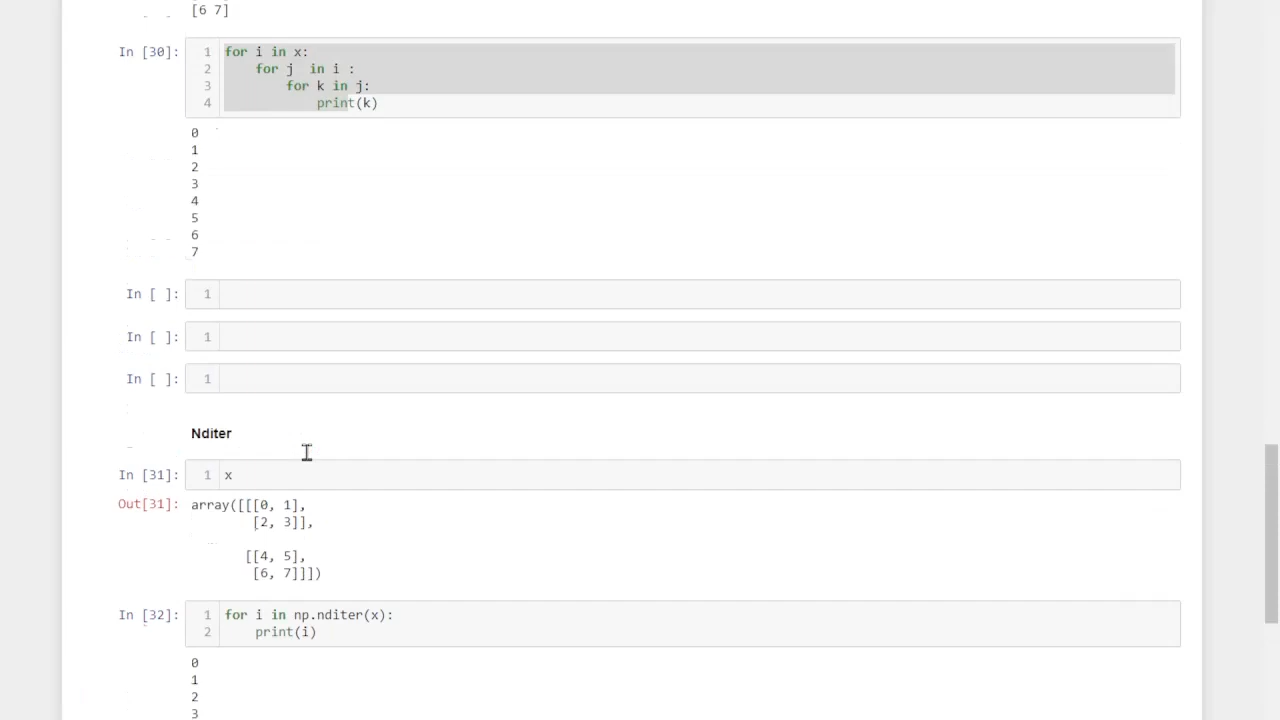 [6 7]
In [30]:
1 for i in x:
2     for j  in i :
3         for k in j:
4             print(k)
0
1
2
3
4
5
6
7
In [ ]: 1
In [ ]: 1
In [ ]: 1
Nditer
In [31]: 1 x
Out[31]: array([[[0, 1],
        [2, 3]],
       [[4, 5],
        [6, 7]]])
In [32]: 1 for i in np.nditer(x):
2     print(i)
0
1
2
3